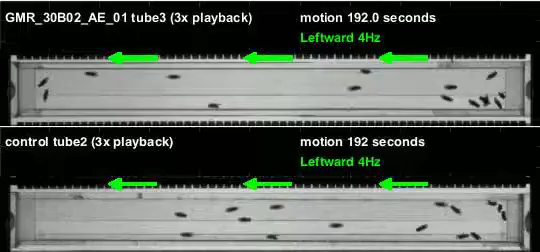 GMR_30B02_AE_01 tube3 (3x playback)
motion 192.0 seconds
Leftward 4Hz
control tube2 (3x playback)
motion 192 seconds
Leftward 4Hz